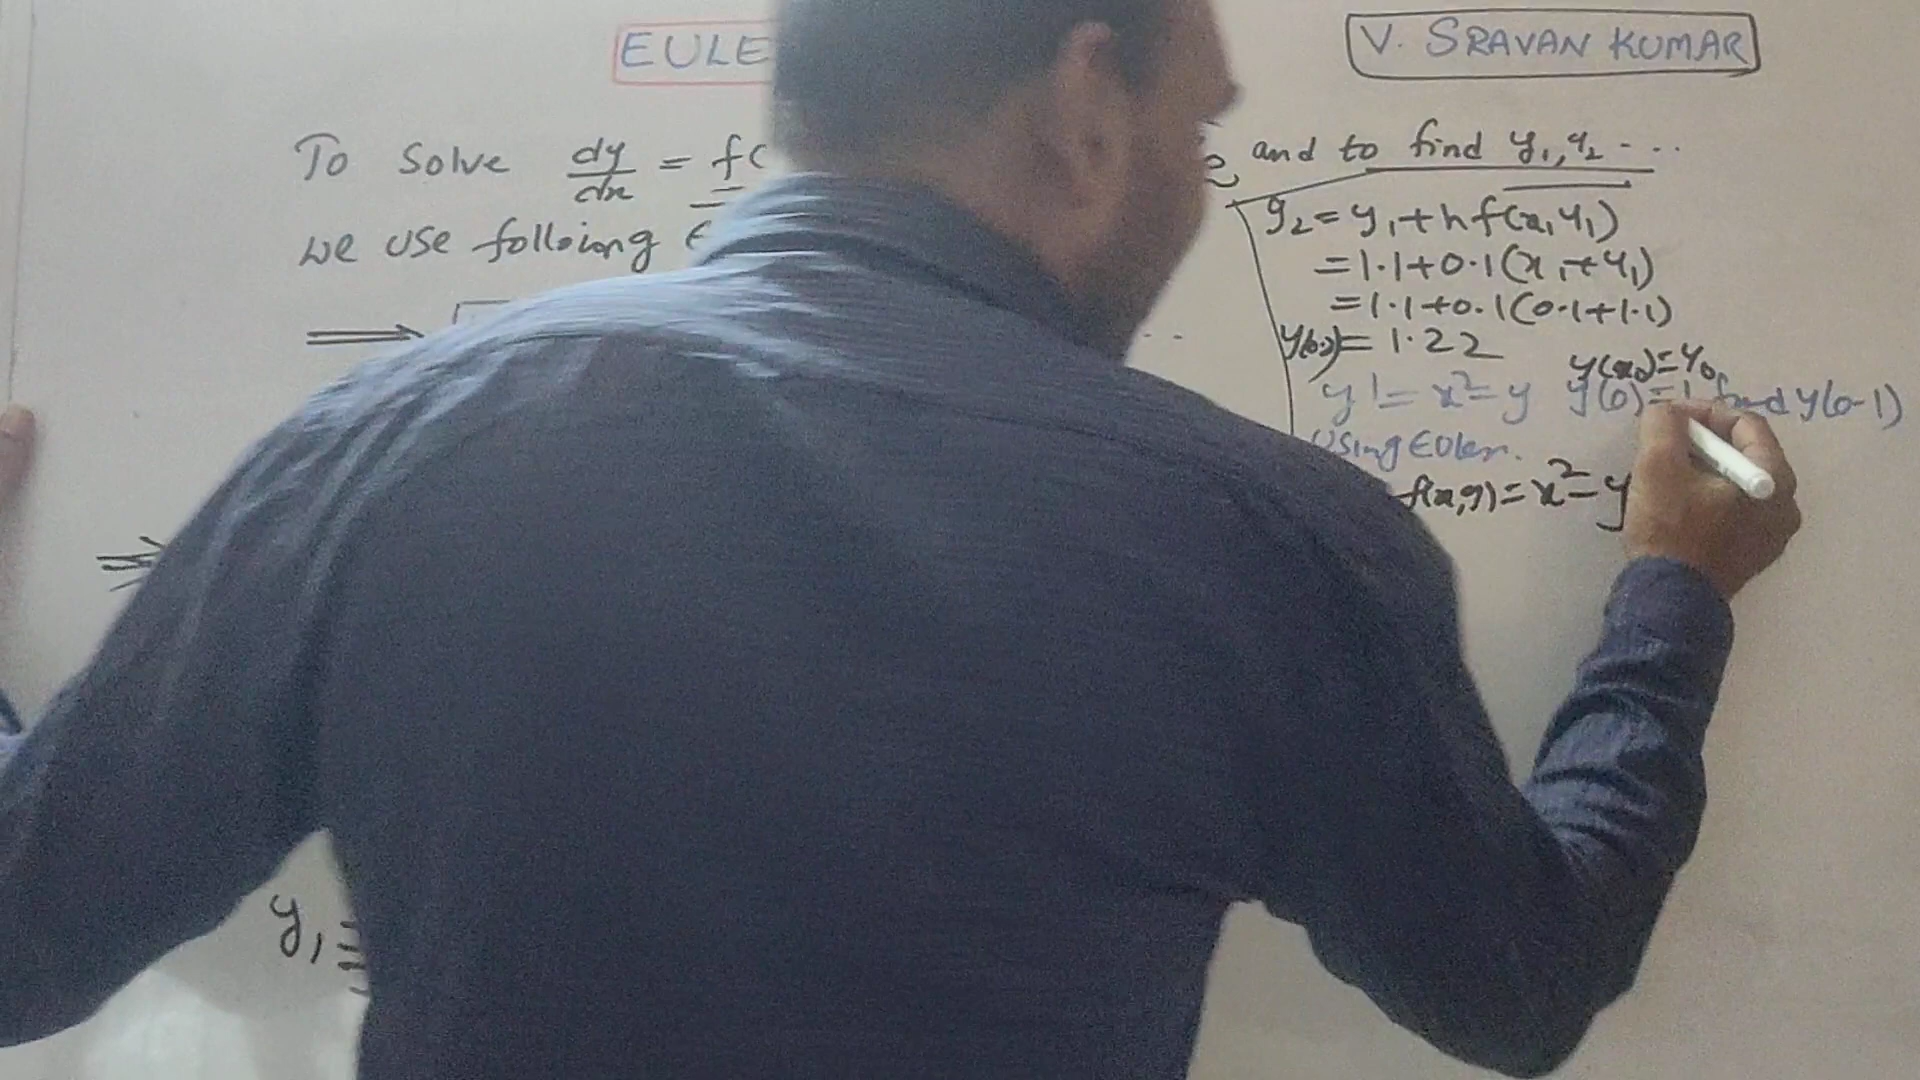 EULE
V. SRAVAN KUMAR
To Solve dy/dx = f(
and to find y₁, y₂ - ...
we use folloing
y₂ = y₁ + h f(x₁ y₁)
= 1.1 + 0.1 (x₁ + y₁)
= 1.1 + 0.1 (0.1 + 1.1)
y(0.2) = 1.22
y(x₀) = y₀
y' = x² - y y(0) = 1 find y(0.1)
Using Euler.
f(x,y) = x² - y
y₁ =